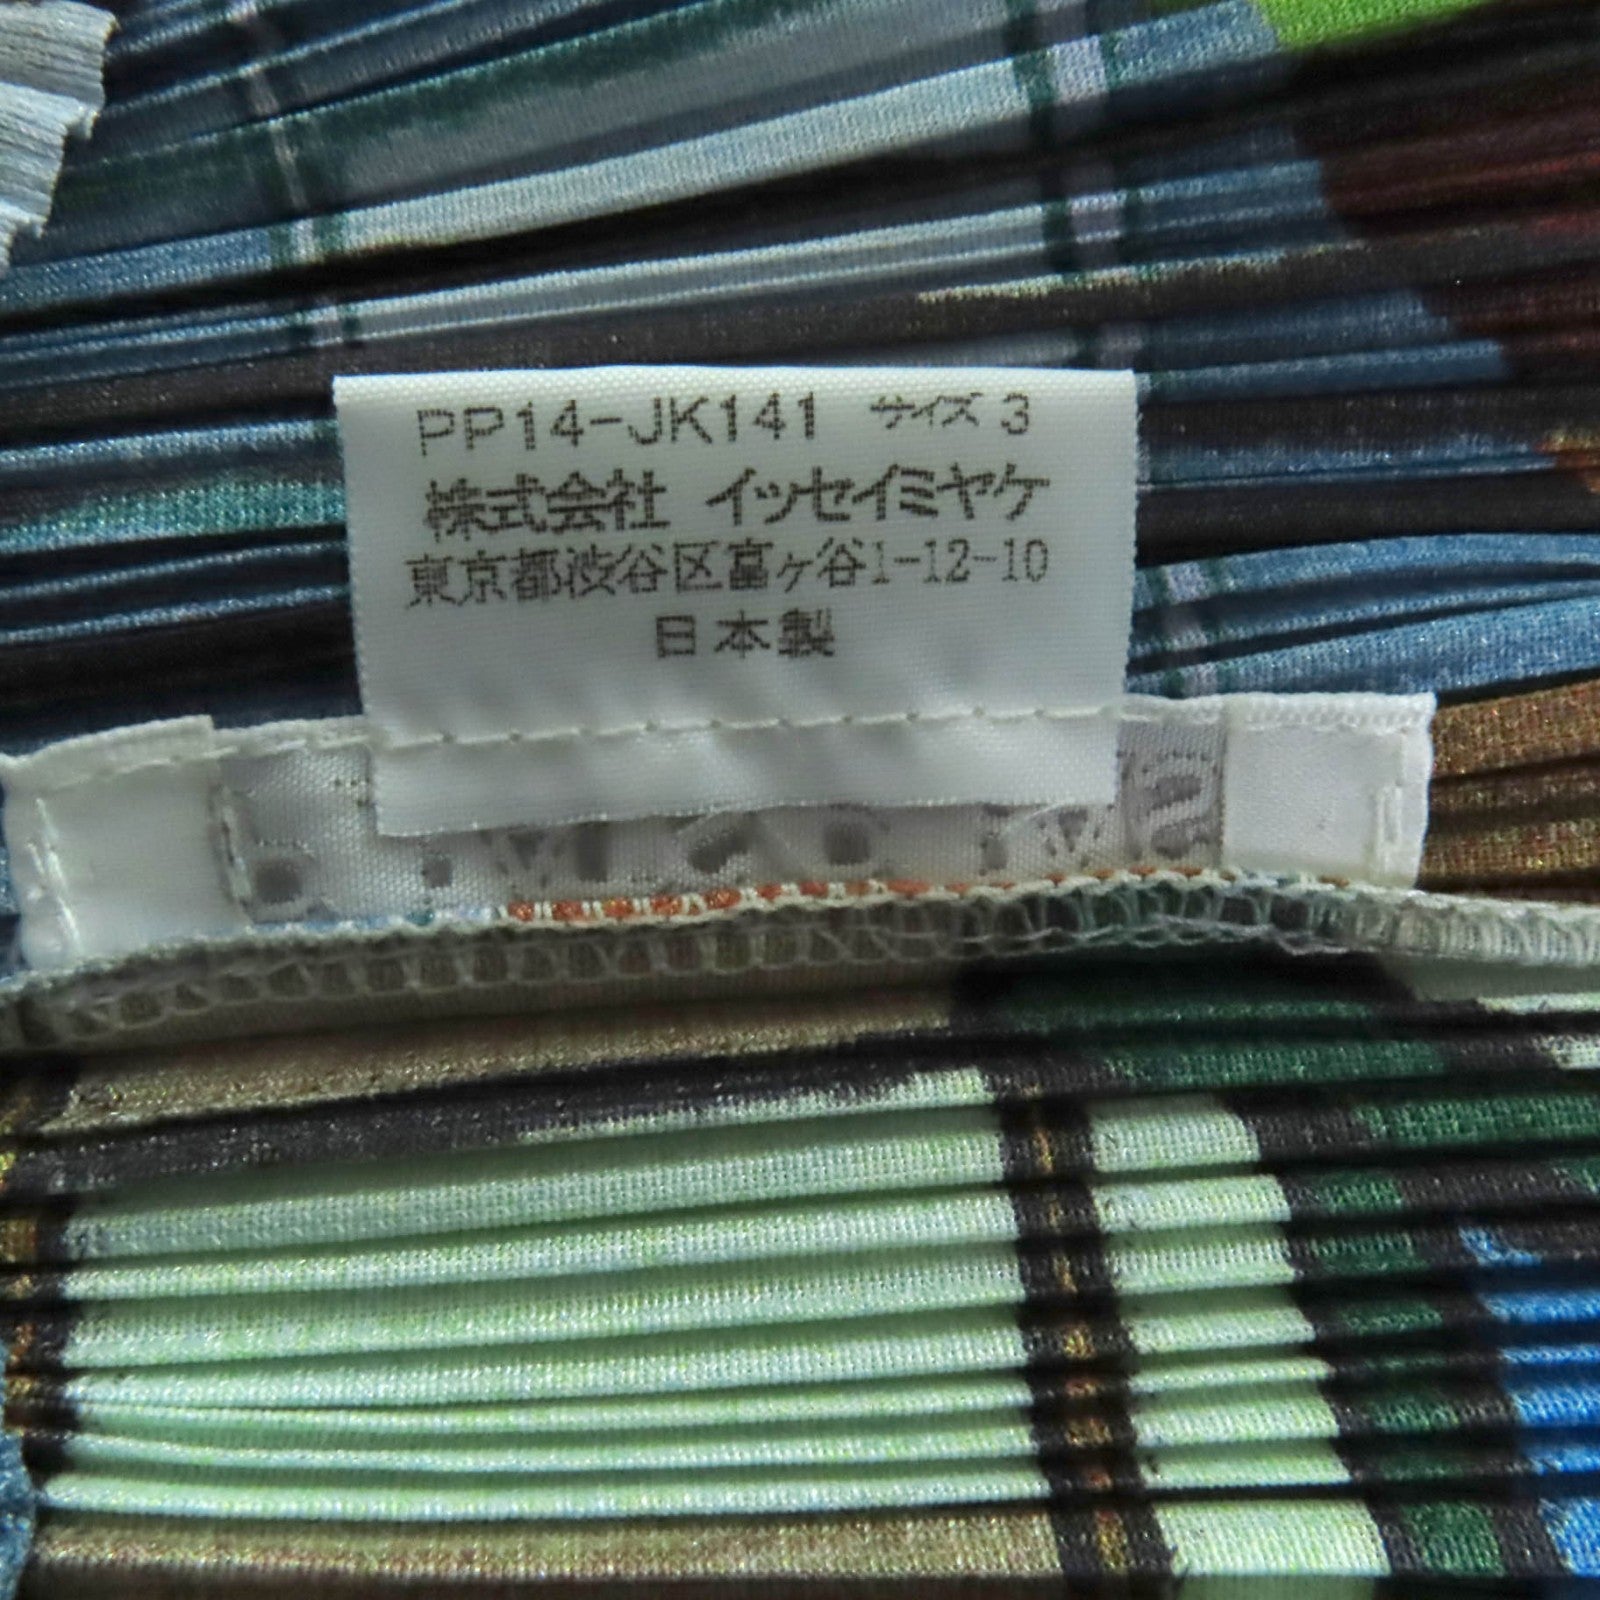 PP14-JK141 サイズ 3
株式会社 イッセイミヤケ
東京都渋谷区富ヶ谷1-12-10
日本製